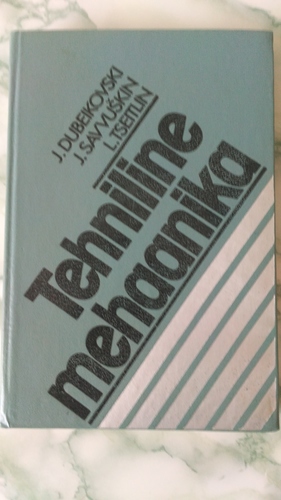 J. DUBEIKOVSKI
J. SAVVUŠKIN
L. TSEITLIN
Tehniline
mehaanika